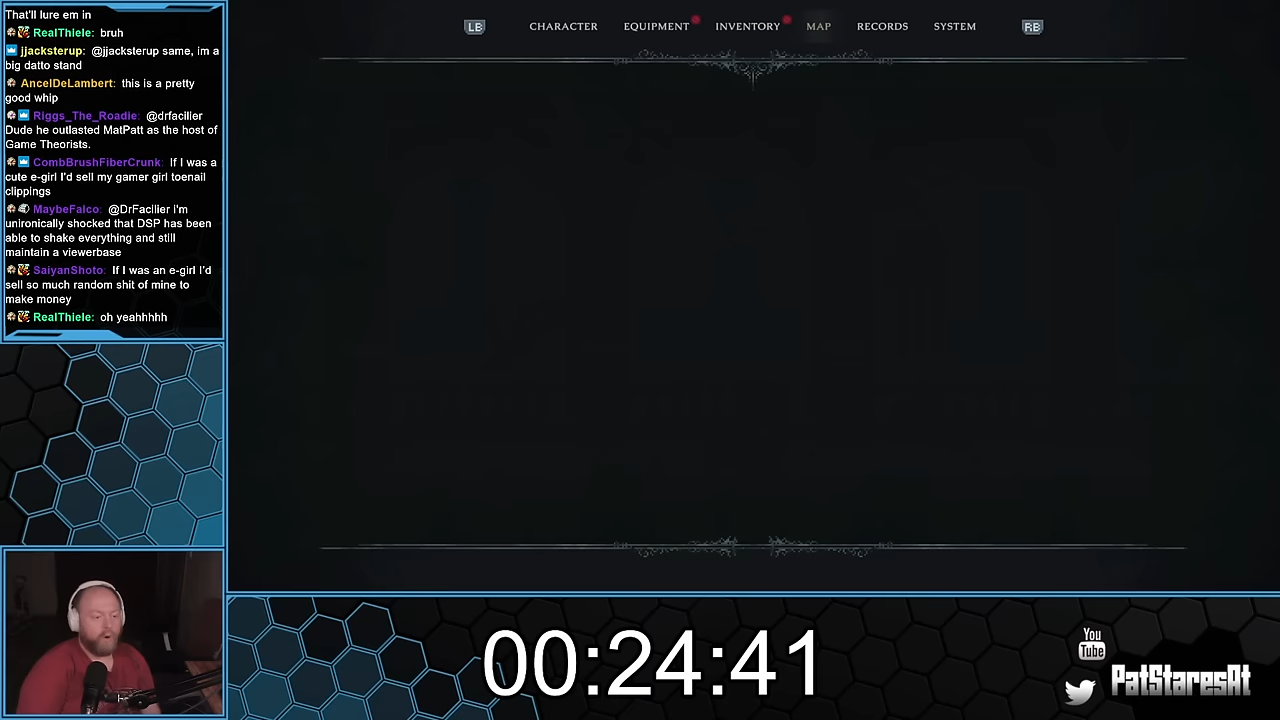 That'll lure em in
RealThiele: bruh
jjacksterup: @jjacksterup same, im a
big datto stand
AncelDeLambert: this is a pretty
good whip
Riggs_The_Roadie: @drfacilier
Dude he outlasted MatPatt as the host of
Game Theorists.
CombBrushFiberCrunk: If I was a
cute e-girl I'd sell my gamer girl toenail
clippings
MaybeFalco: @DrFacilier i'm
unironically shocked that DSP has been
able to shake everything and still
maintain a viewerbase
SaiyanShoto: If I was an e-girl I'd
sell so much random shit of mine to
make money
RealThiele: oh yeahhhhh
LB CHARACTER EQUIPMENT INVENTORY MAP RECORDS SYSTEM RB
00:24:41
You
Tube
PatStaresAt